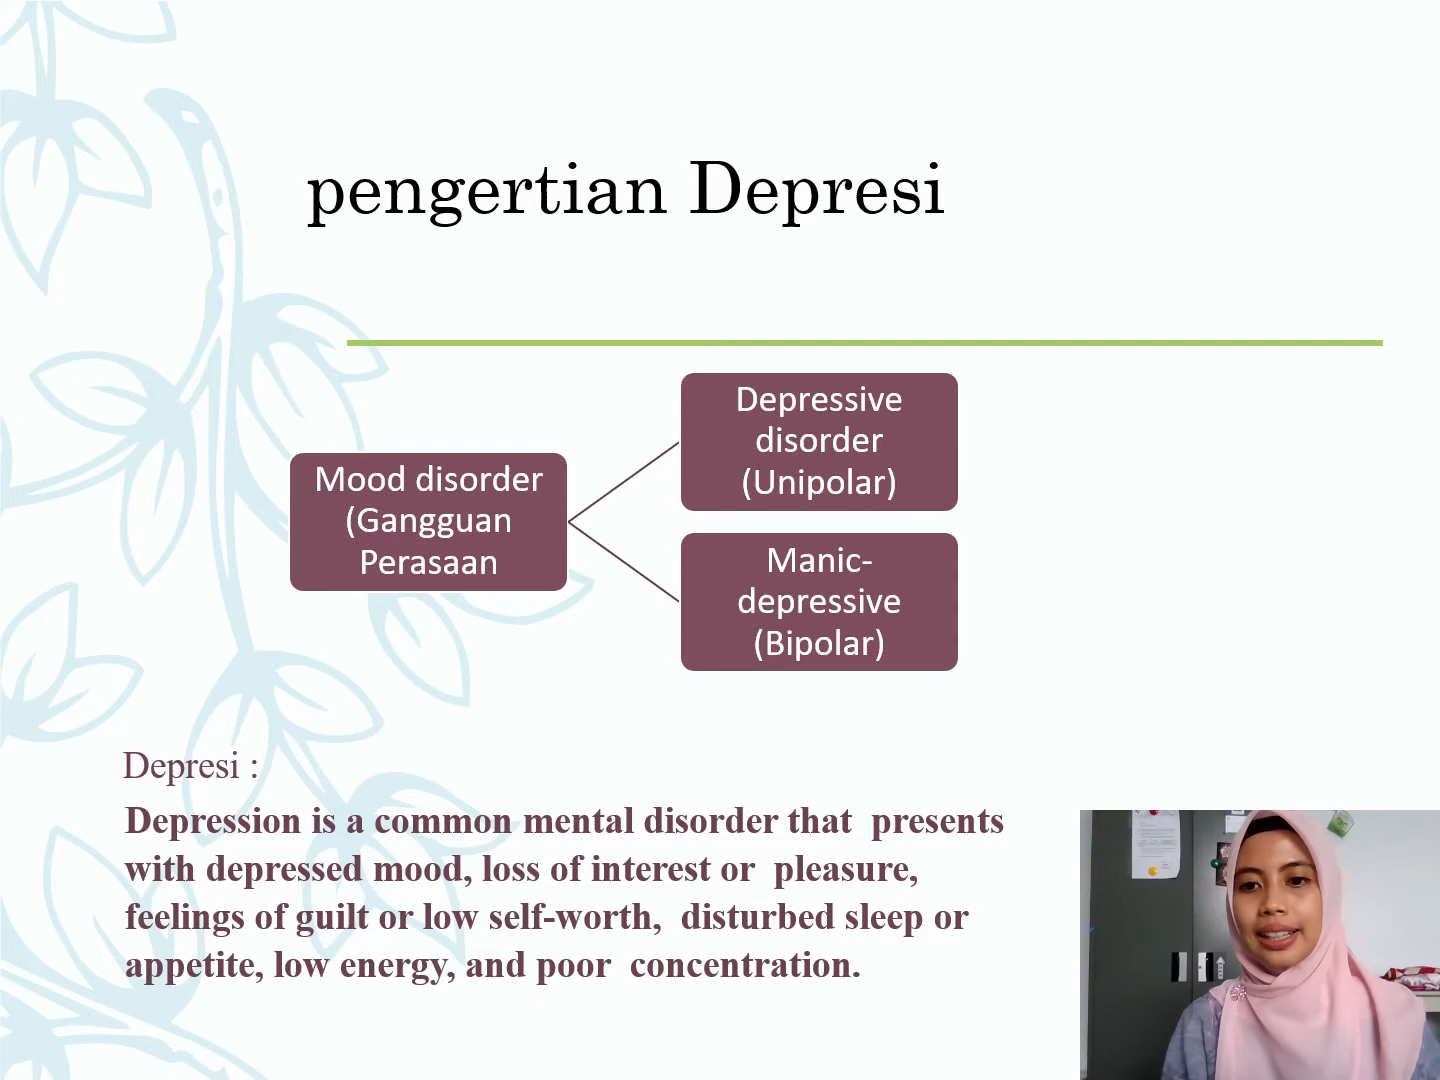 pengertian Depresi
Mood disorder
(Gangguan
Perasaan
Depressive
disorder
(Unipolar)
Manic-
depressive
(Bipolar)
Depresi :
Depression is a common mental disorder that  presents
with depressed mood, loss of interest or  pleasure,
feelings of guilt or low self-worth,  disturbed sleep or
appetite, low energy, and poor  concentration.